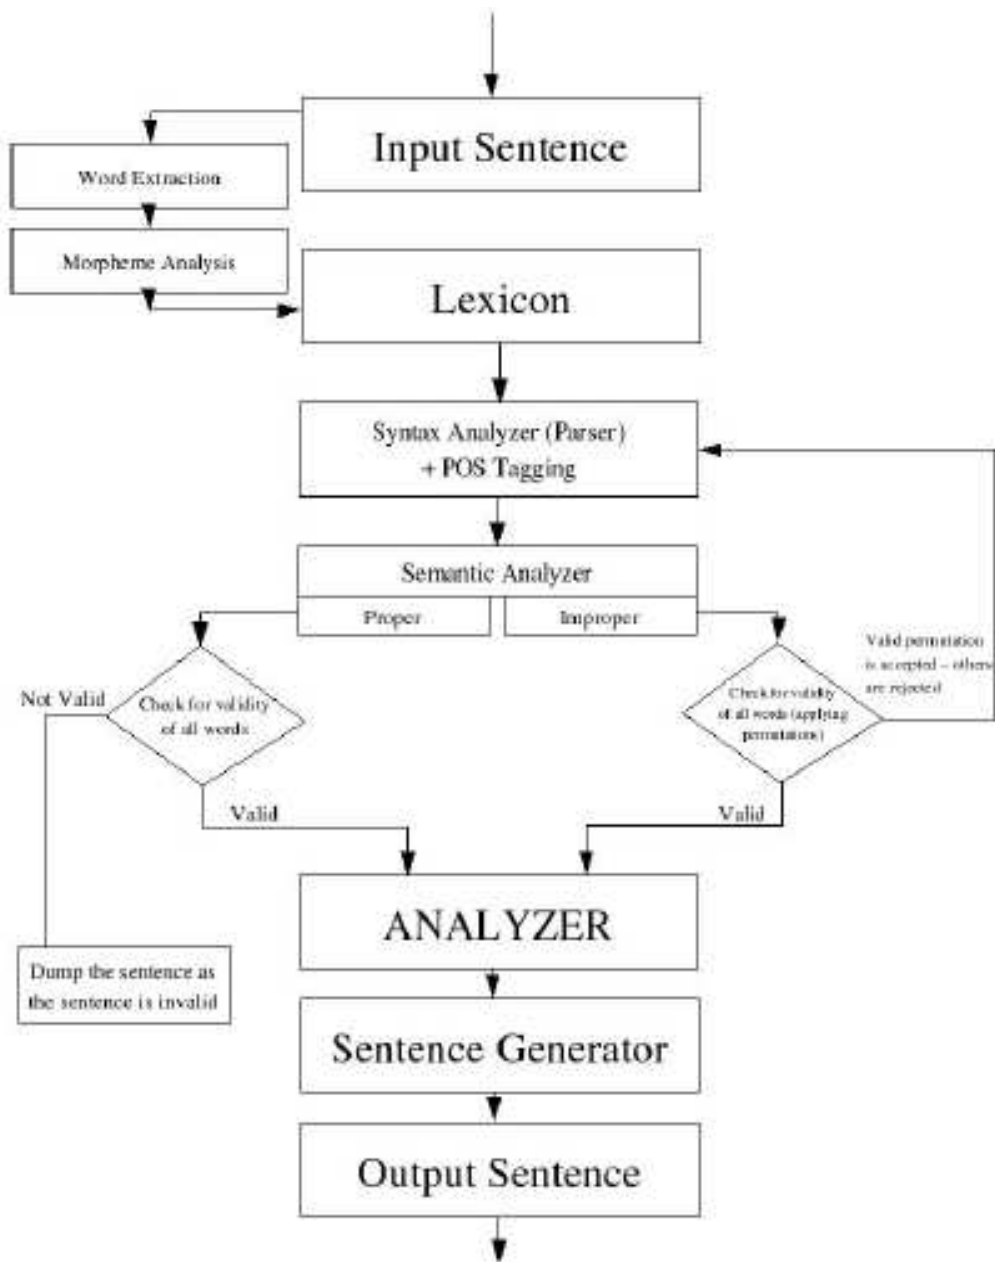 Input Sentence
Word Extraction
Morpheme Analysis
Lexicon
Syntax Analyzer (Parser)
+ POS Tagging
Semantic Analyzer
Proper
Improper
Valid permutation
is accepted – others
are rejected
Not Valid
Check for validity
of all words
Check for validity
of all words (applying
permutations)
Valid
Valid
ANALYZER
Dump the sentence as
the sentence is invalid
Sentence Generator
Output Sentence